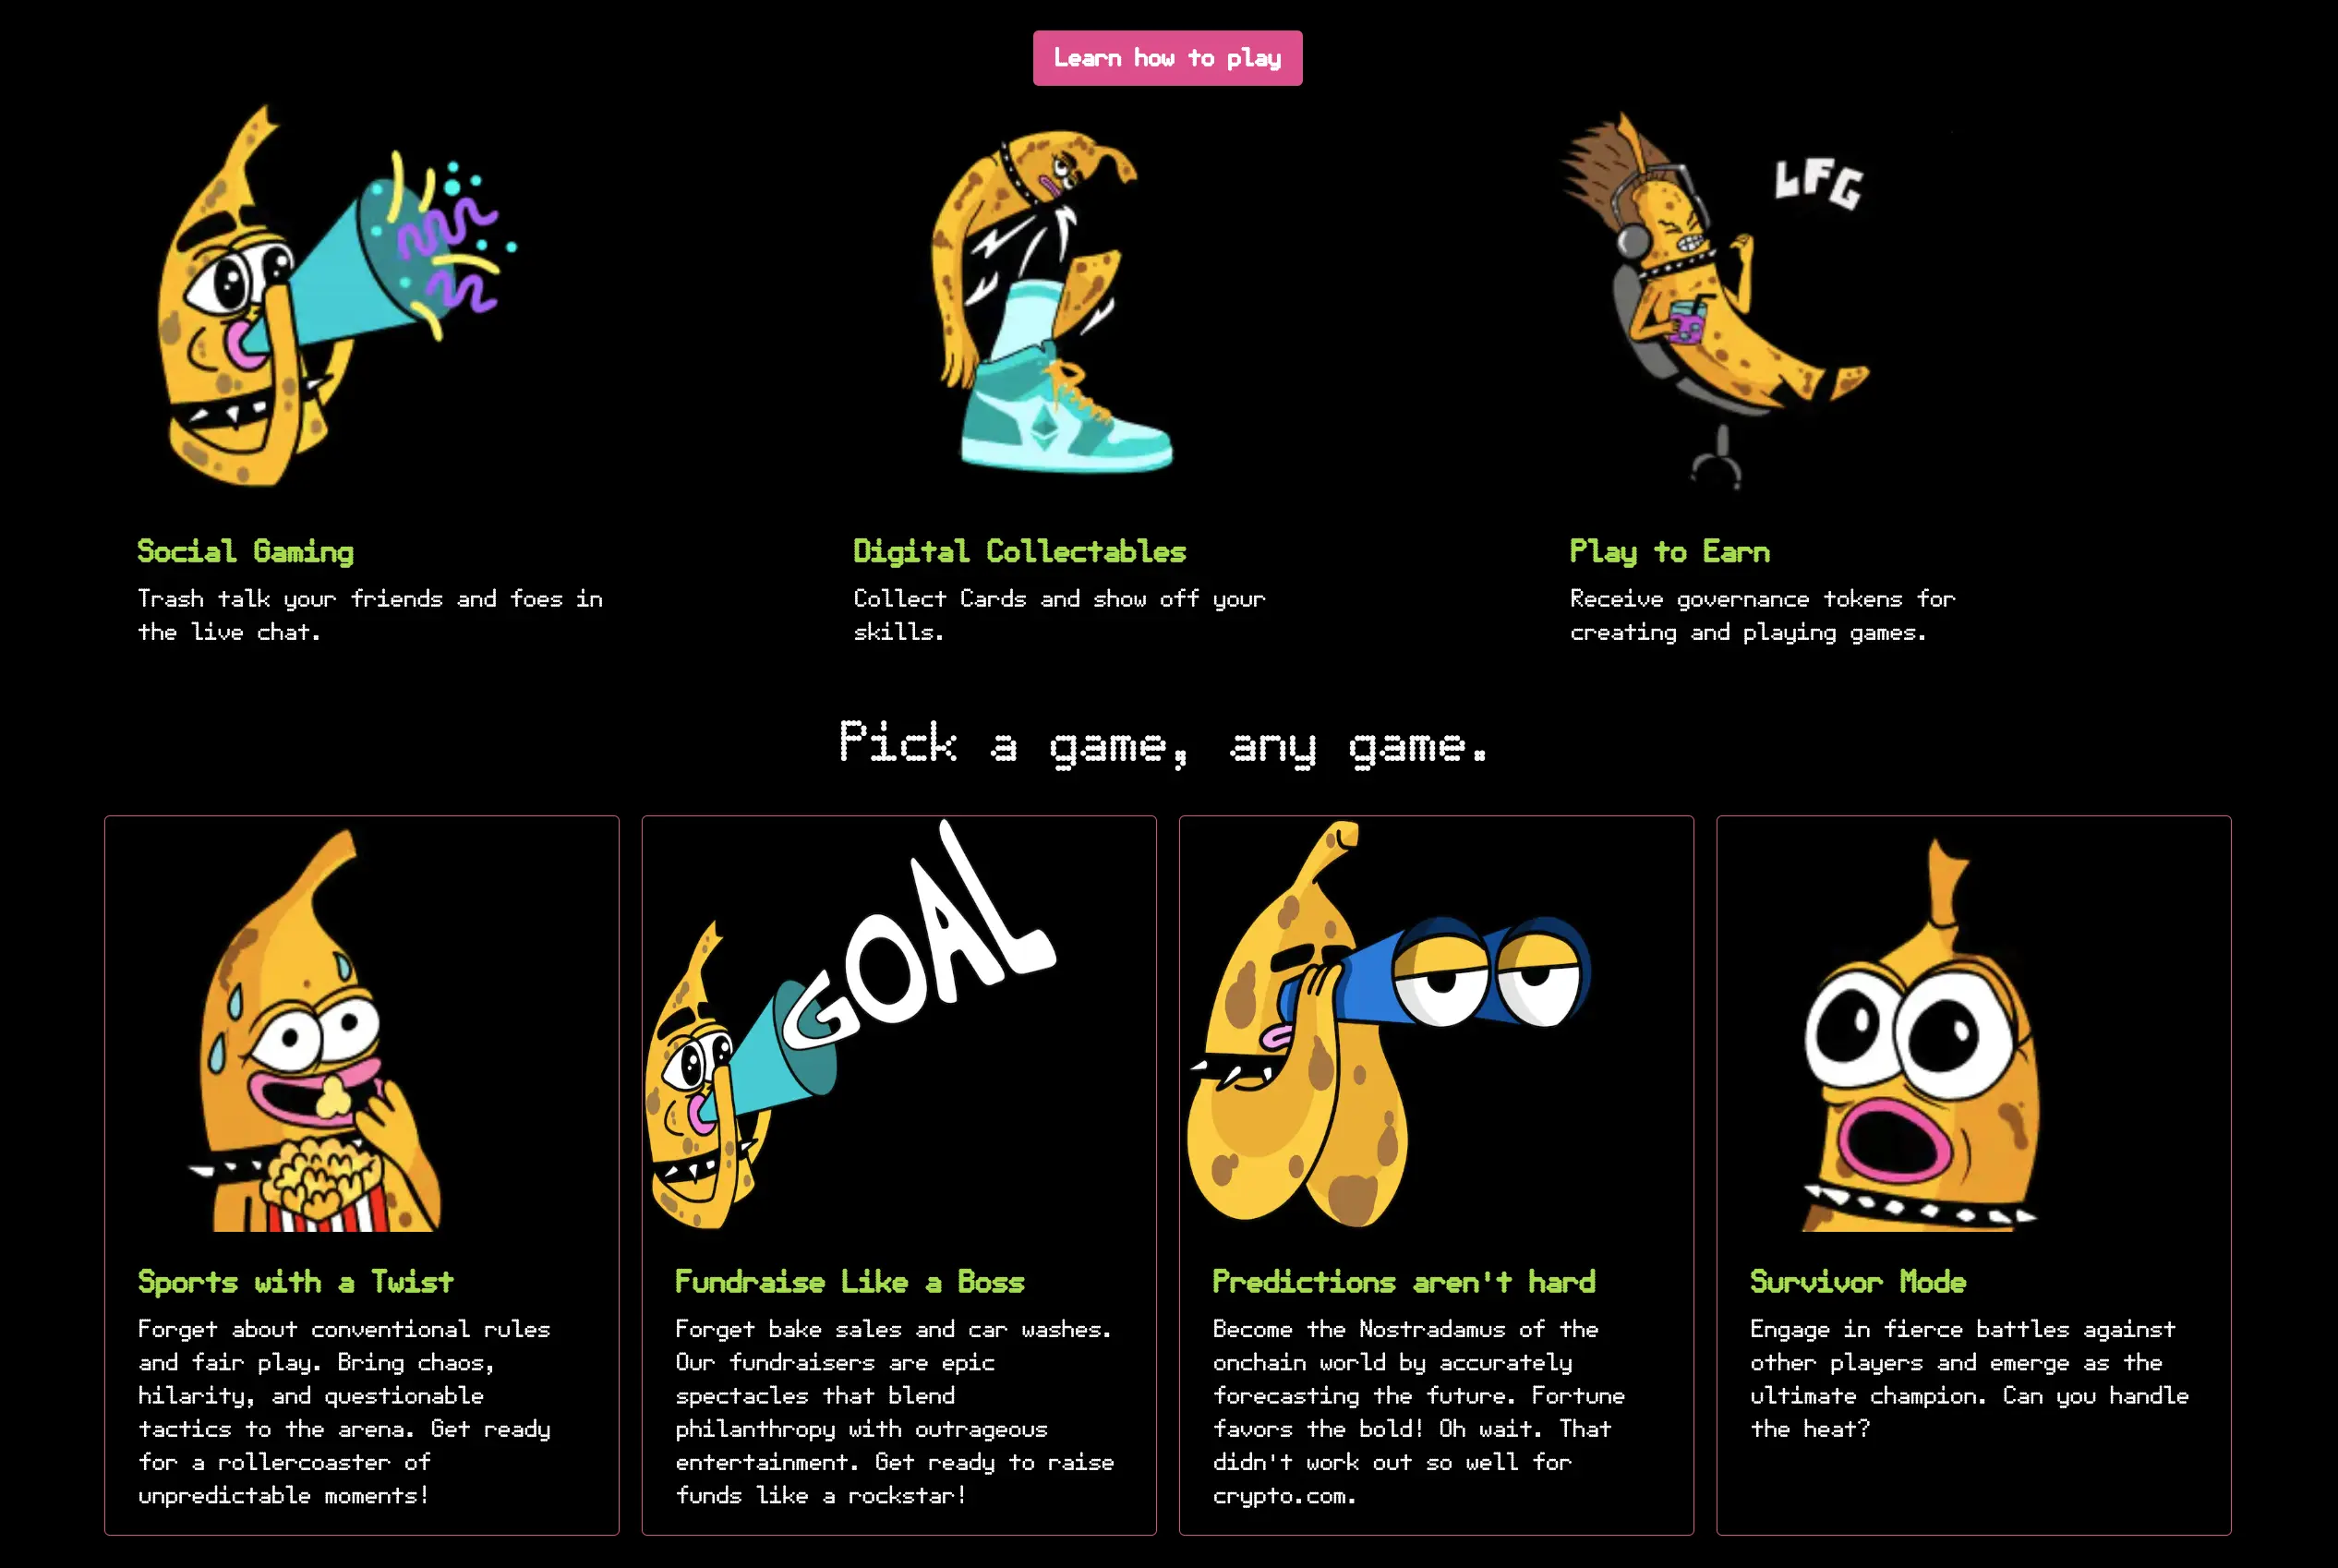 Learn how to play
LFG
Social Gaming
Trash talk your friends and foes in
the live chat.
Digital Collectables
Collect Cards and show off your
skills.
Play to Earn
Receive governance tokens for
creating and playing games.
Pick a game, any game.
Sports with a Twist
Forget about conventional rules
and fair play. Bring chaos,
hilarity, and questionable
tactics to the arena. Get ready
for a rollercoaster of
unpredictable moments!
GOAL
Fundraise Like a Boss
Forget bake sales and car washes.
Our fundraisers are epic
spectacles that blend
philanthropy with outrageous
entertainment. Get ready to raise
funds like a rockstar!
Predictions aren't hard
Become the Nostradamus of the
onchain world by accurately
forecasting the future. Fortune
favors the bold! Oh wait. That
didn't work out so well for
crypto.com.
Survivor Mode
Engage in fierce battles against
other players and emerge as the
ultimate champion. Can you handle
the heat?